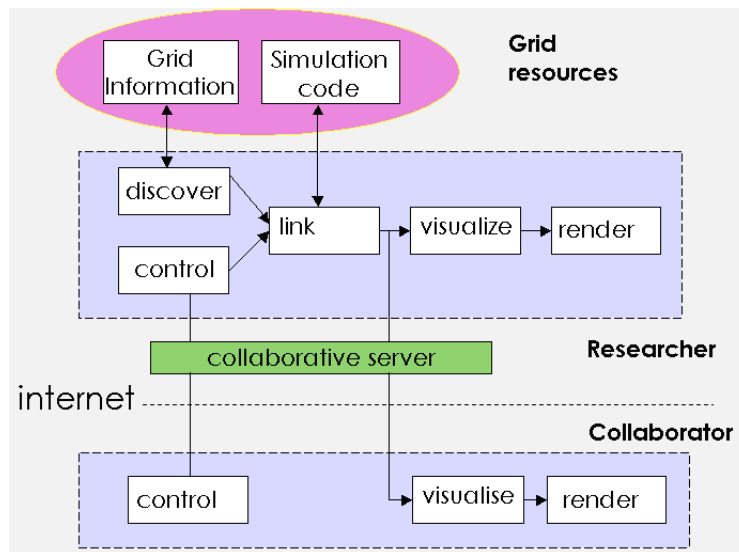 Grid
Information
Simulation
code
Grid
resources
discover
link
visualize
render
control
collaborative server
Researcher
internet
Collaborator
control
visualise
render